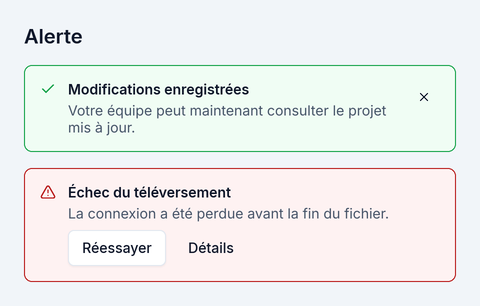 Alerte
Modifications enregistrées
Votre équipe peut maintenant consulter le projet
mis à jour.
Échec du téléversement
La connexion a été perdue avant la fin du fichier.
Réessayer Détails